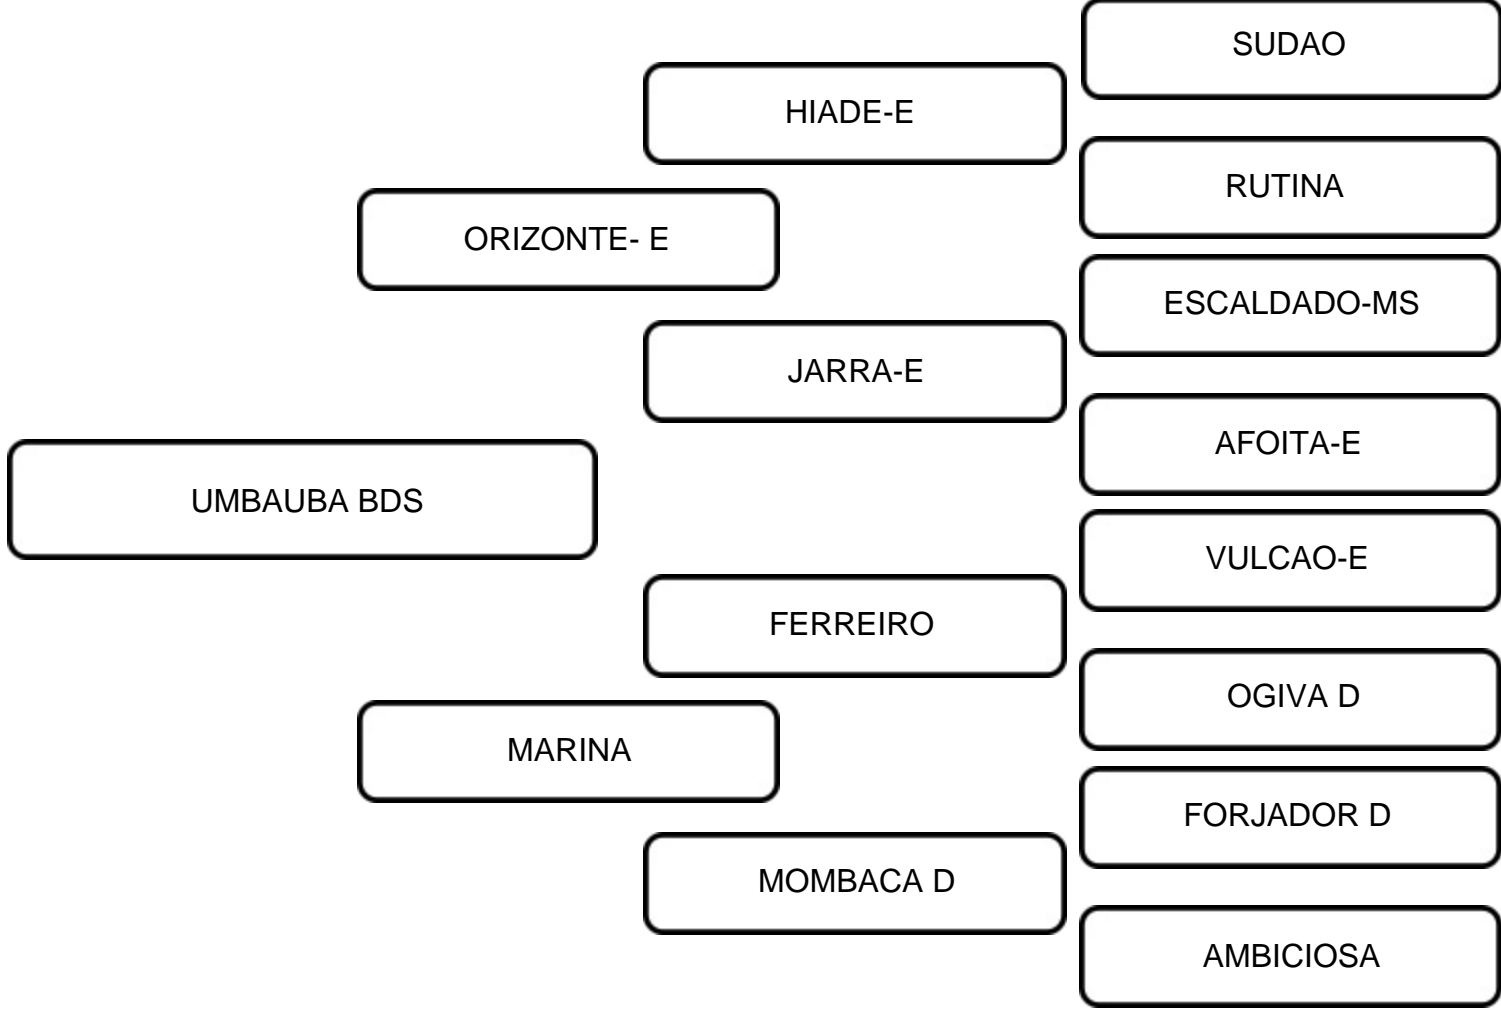 SUDAO
HIADE-E
RUTINA
ORIZONTE- E
ESCALDADO-MS
JARRA-E
AFOITA-E
UMBAUBA BDS
VULCAO-E
FERREIRO
OGIVA D
MARINA
FORJADOR D
MOMBACA D
AMBICIOSA